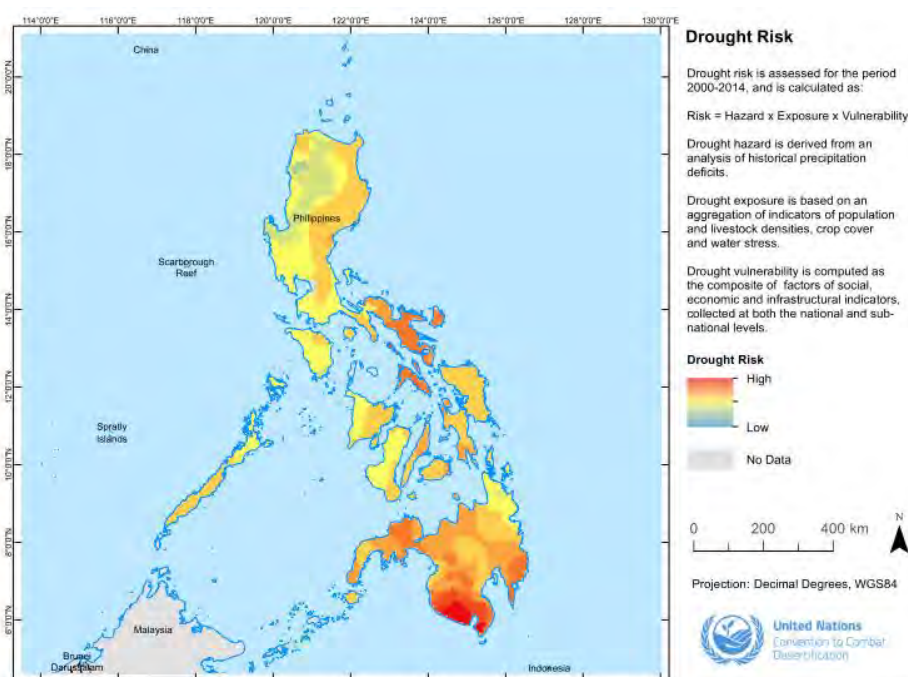 114°0'0"E 116°0'0"E 118°0'0"E 120°0'0"E 122°0'0"E 124°0'0"E 126°0'0"E 128°0'0"E 130°0'0"E
20°0'0"N
18°0'0"N
16°0'0"N
14°0'0"N
12°0'0"N
10°0'0"N
8°0'0"N
6°0'0"N
China
Philippines
Scarborough
Reef
Spratly
Islands
Malaysia
Brunei
Darussalam
Indonesia
Drought Risk
Drought risk is assessed for the period
2000-2014, and is calculated as:
Risk = Hazard x Exposure x Vulnerability
Drought hazard is derived from an
analysis of historical precipitation
deficits.
Drought exposure is based on an
aggregation of indicators of population
and livestock densities, crop cover
and water stress.
Drought vulnerability is computed as
the composite of factors of social,
economic and infrastructural indicators,
collected at both the national and sub-
national levels.
Drought Risk
High
Low
No Data
N
0 200 400 km
Projection: Decimal Degrees, WGS84
United Nations
Convention to Combat
Desertification